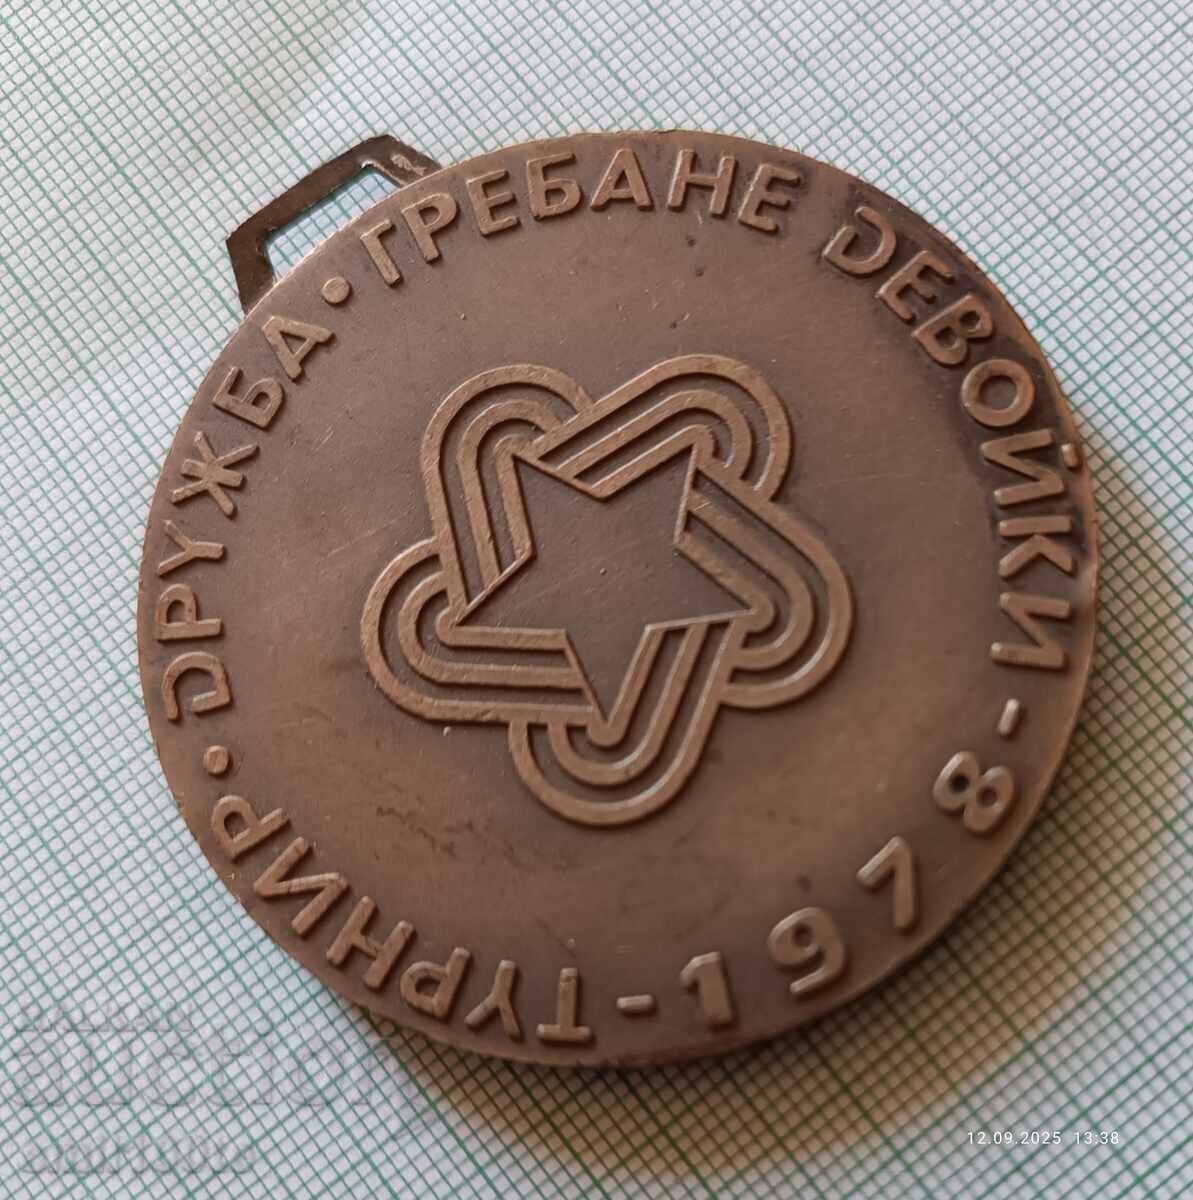 ТУРНИР · ДРУЖБА · ГРЕБАНЕ ДЕВОЙКИ - 1978 -
12.09.2025 13:38